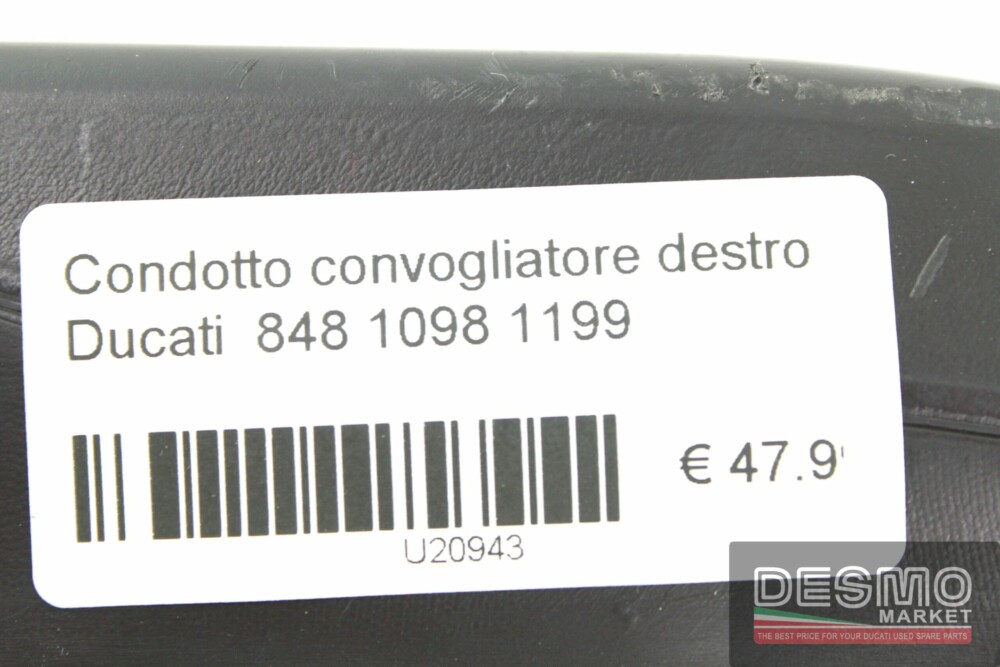 Condotto convogliatore destro
Ducati 848 1098 1199
€ 47.9
U20943
DESMO
MARKET
THE BEST PRICE FOR YOUR DUCATI USED SPARE PARTS